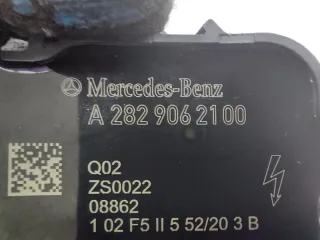 Mercedes-Benz
A 282 906 21 00
Q02
ZS0022
08862
1 02 F5 II 5 52/20 3 B